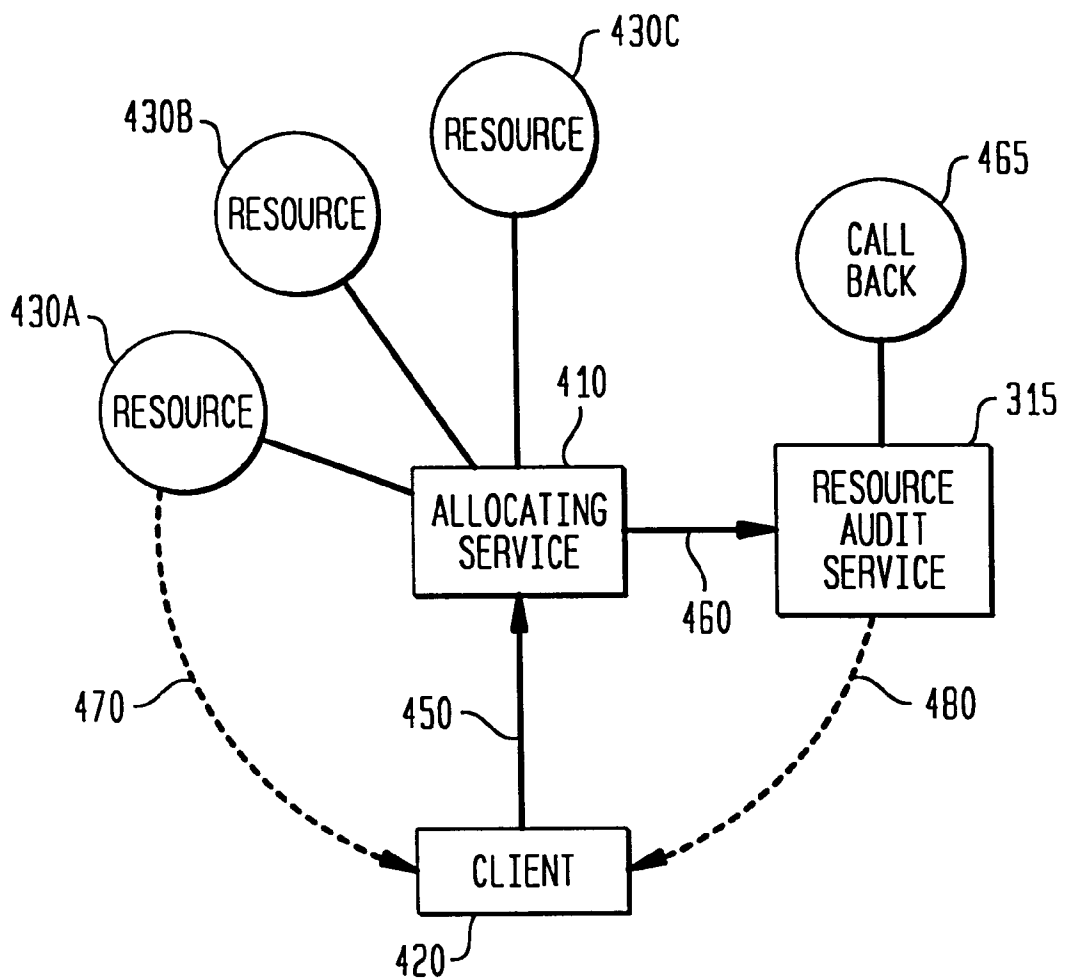 430C
RESOURCE
430B
RESOURCE
465
CALL
BACK
430A
RESOURCE
410
315
ALLOCATING
SERVICE
RESOURCE
AUDIT
SERVICE
460
470
450
480
CLIENT
420